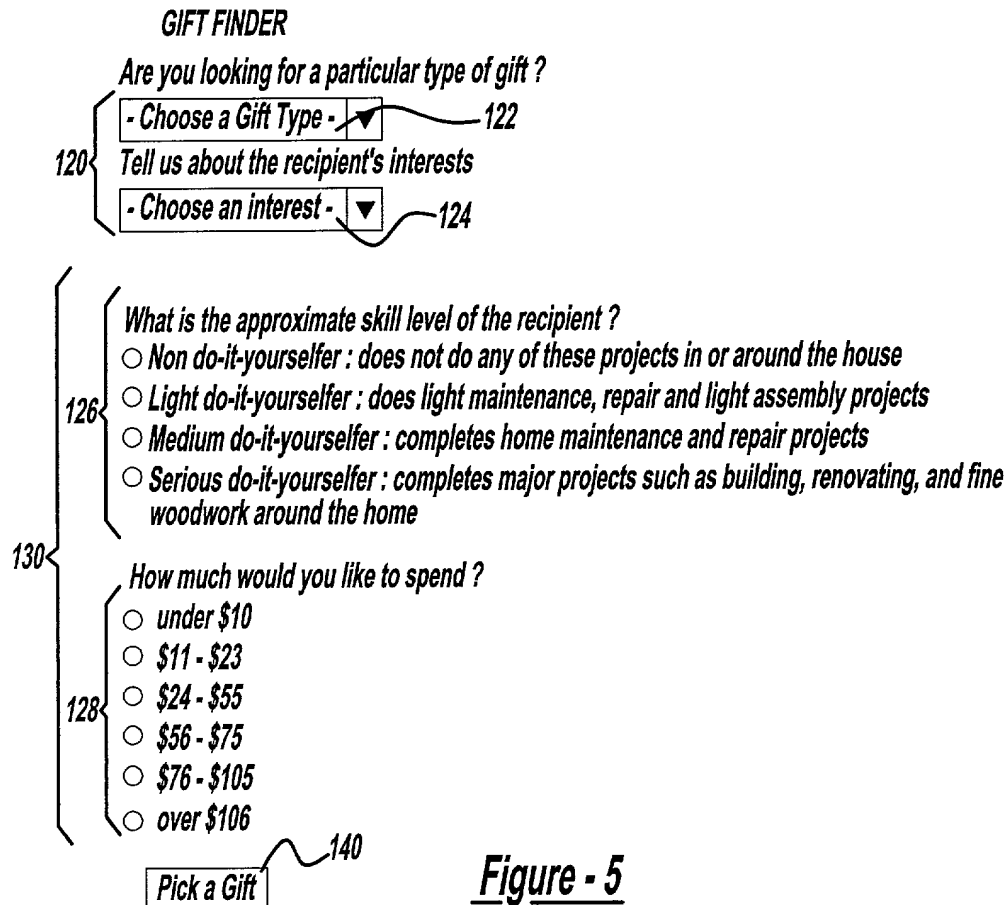 GIFT FINDER
Are you looking for a particular type of gift ?
- Choose a Gift Type -
122
120
Tell us about the recipient's interests
- Choose an interest -
124
What is the approximate skill level of the recipient ?
Non do-it-yourselfer : does not do any of these projects in or around the house
126
Light do-it-yourselfer : does light maintenance, repair and light assembly projects
Medium do-it-yourselfer : completes home maintenance and repair projects
Serious do-it-yourselfer : completes major projects such as building, renovating, and fine
woodwork around the home
130
How much would you like to spend ?
under $10
$11 - $23
128
$24 - $55
$56 - $75
$76 - $105
over $106
140
Pick a Gift
Figure - 5